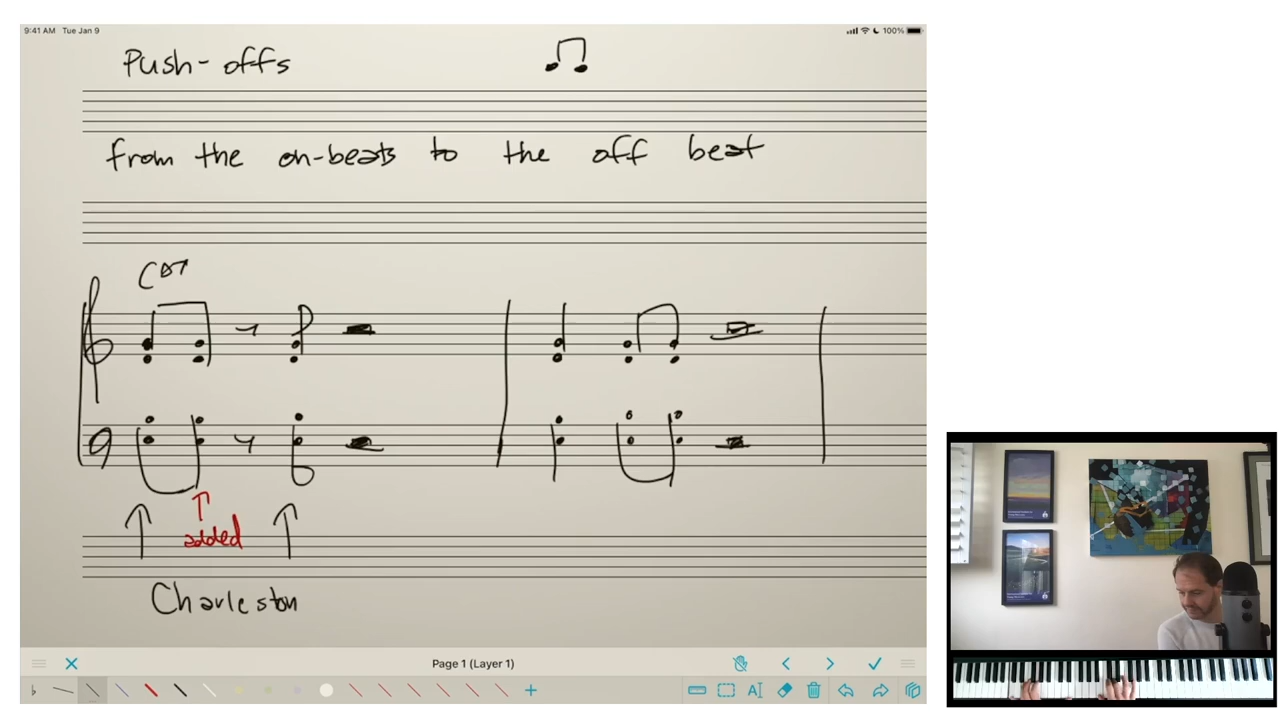 9:41 AM Tue Jan 9 100%
Push-offs
from the on-beats to the off beat
CΔ7
added
Charleston
Page 1 (Layer 1)